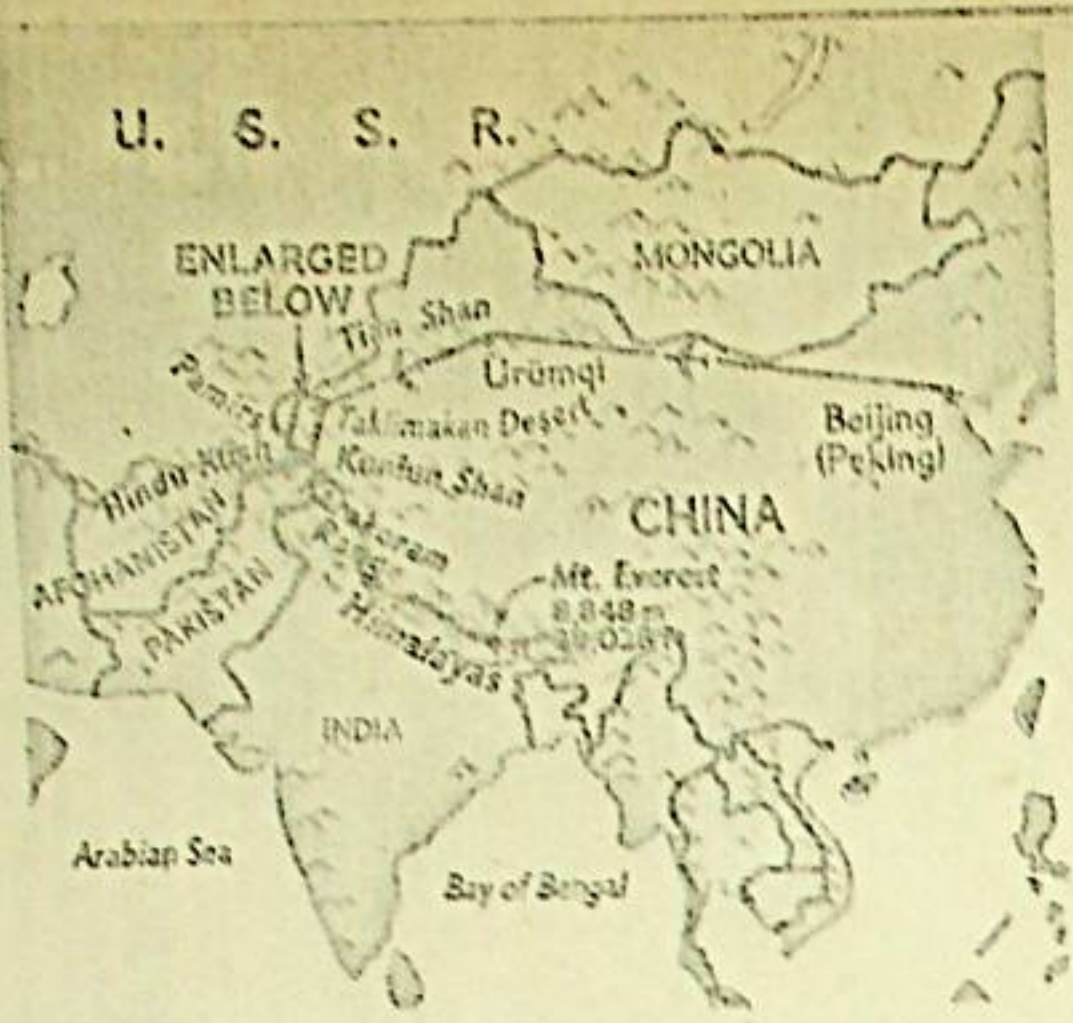 U. S. S. R.
ENLARGED
BELOW
MONGOLIA
Tian Shan
Pamirs
Ürümqi
Taklimakan Desert
Beijing
(Peking)
Hindu Kush
Kunlun Shan
CHINA
AFGHANISTAN
Karakoram
Range
PAKISTAN
Mt. Everest
8,848 m
29,028 ft
Himalayas
INDIA
Arabian Sea
Bay of Bengal